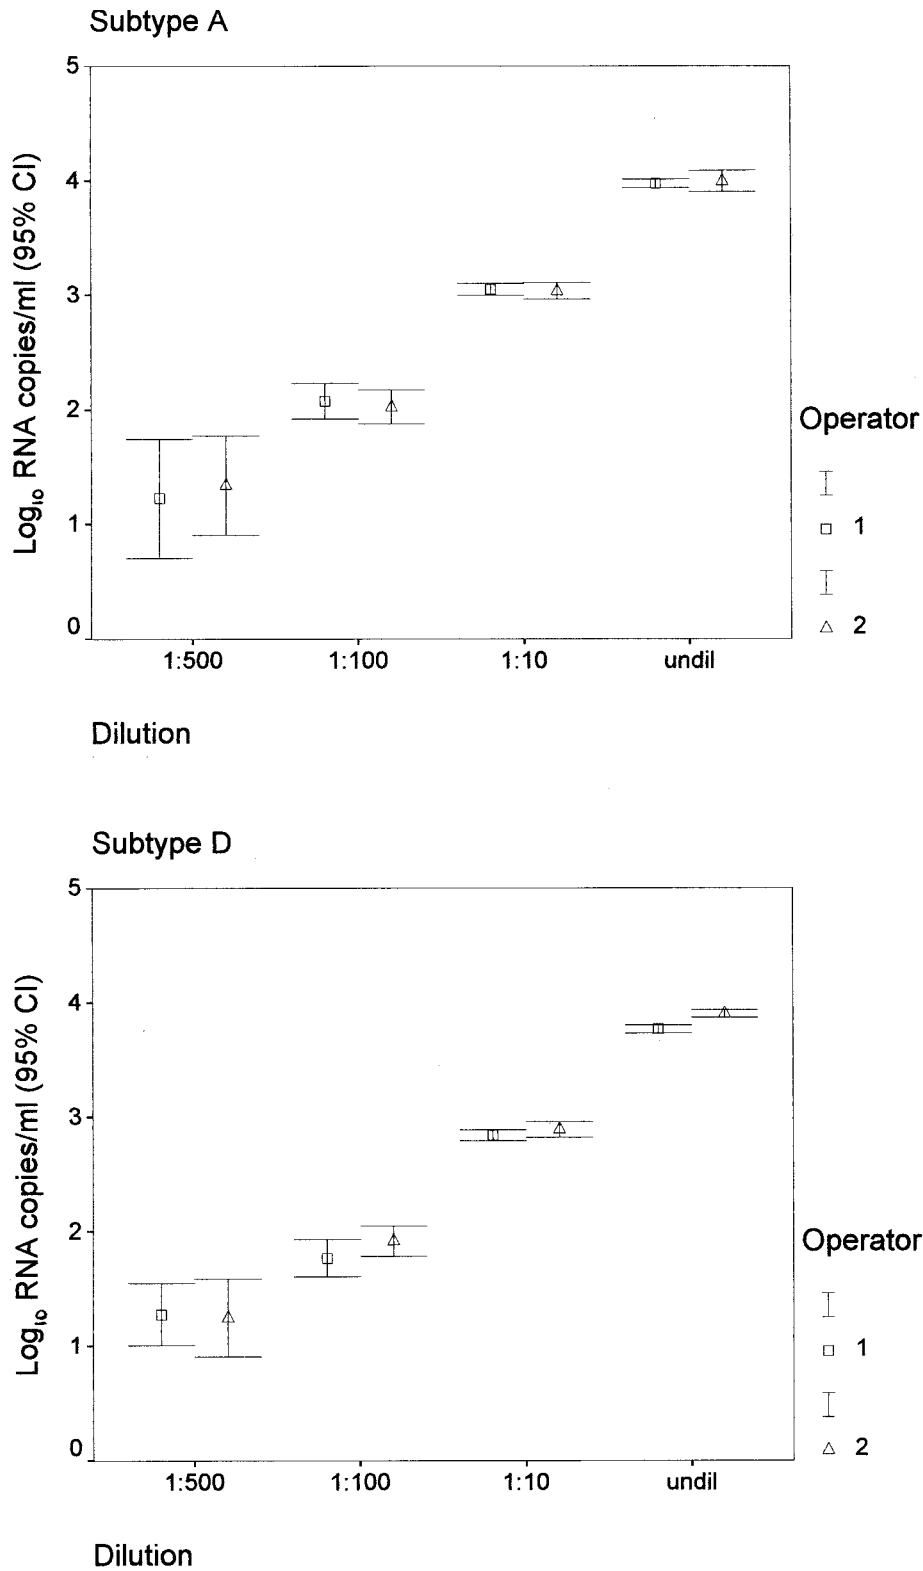 Subtype A
5
4
3
2
1
0
Log₁₀ RNA copies/ml (95% CI)
1:500 1:100 1:10 undil
Dilution
Operator
1
2
Subtype D
5
4
3
2
1
0
Log₁₀ RNA copies/ml (95% CI)
1:500 1:100 1:10 undil
Dilution
Operator
1
2